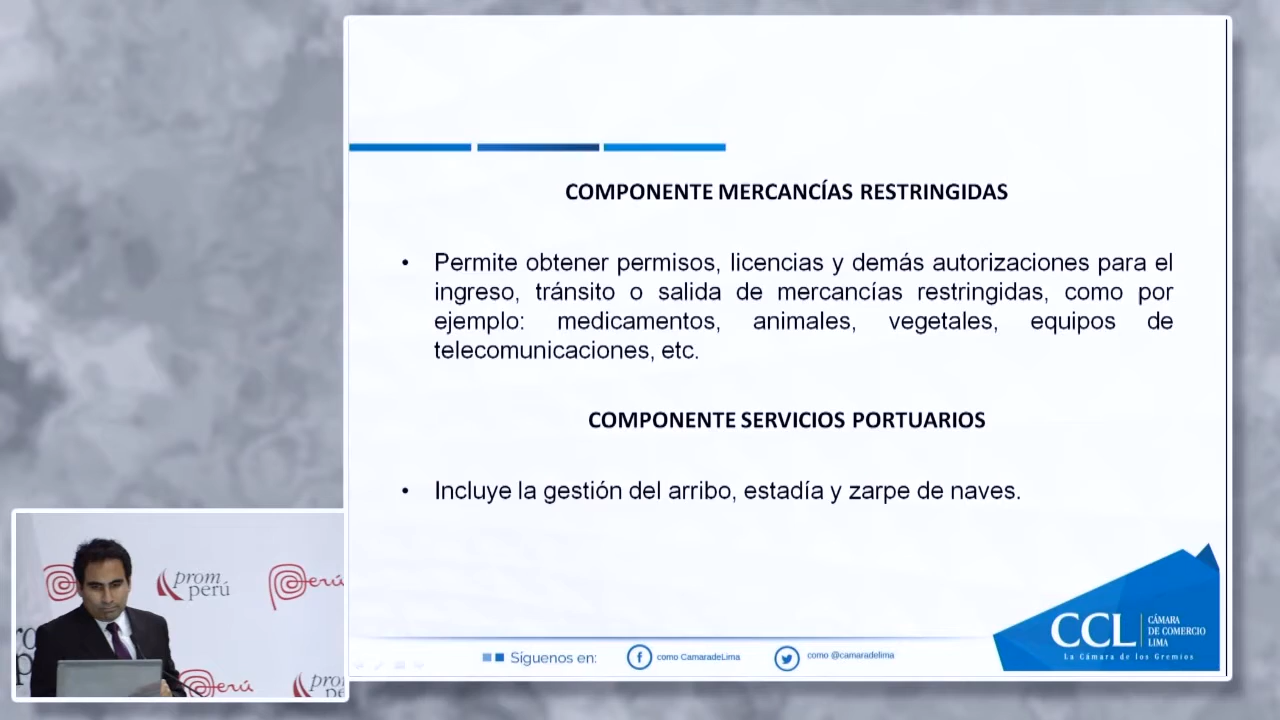 COMPONENTE MERCANCÍAS RESTRINGIDAS
• Permite obtener permisos, licencias y demás autorizaciones para el
ingreso, tránsito o salida de mercancías restringidas, como por
ejemplo: medicamentos, animales, vegetales, equipos de
telecomunicaciones, etc.
COMPONENTE SERVICIOS PORTUARIOS
• Incluye la gestión del arribo, estadía y zarpe de naves.
Síguenos en:
como CamaradeLima
como @camaradelima
CCL
CÁMARA
DE COMERCIO
LIMA
La Cámara de los Gremios
prom
perú
Perú
Perú